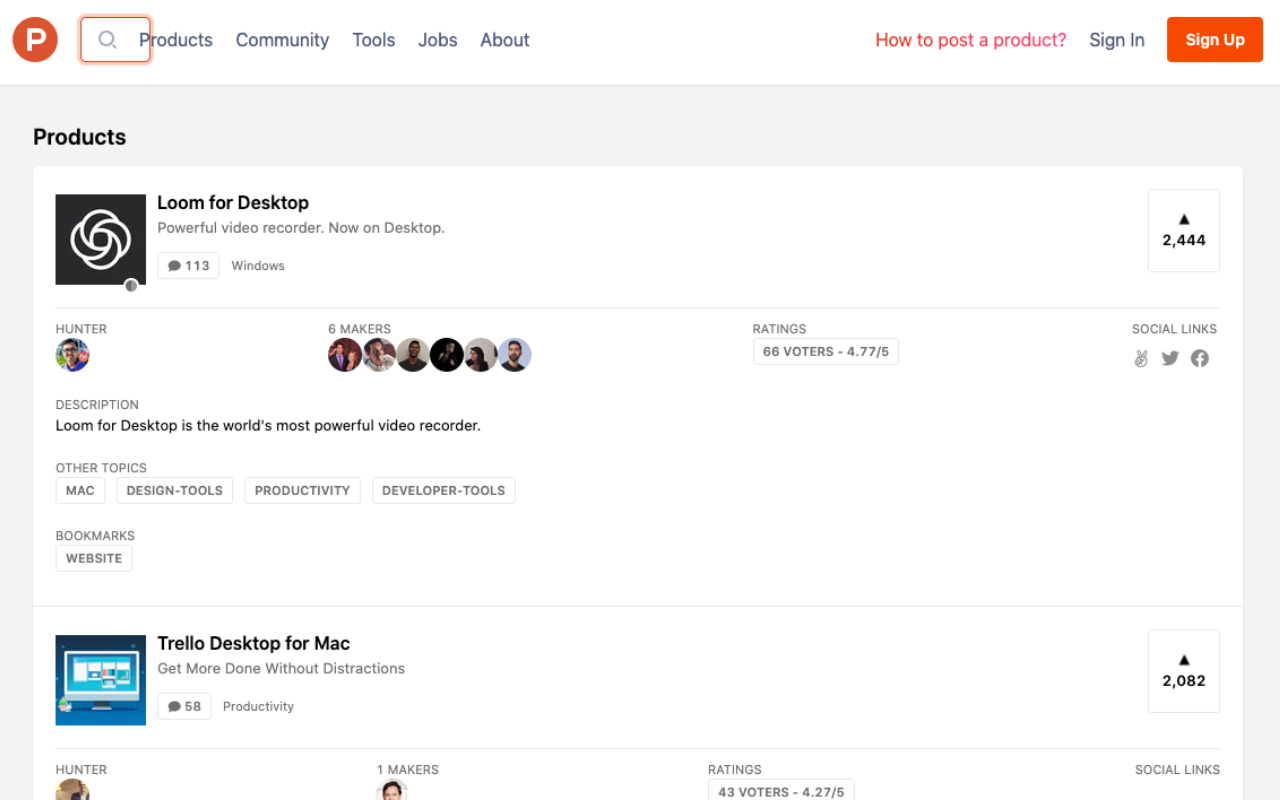 P
Products Community Tools Jobs About How to post a product? Sign In Sign Up
Products
Loom for Desktop
Powerful video recorder. Now on Desktop.
113 Windows
▲
2,444
HUNTER 6 MAKERS RATINGS SOCIAL LINKS
66 VOTERS - 4.77/5
DESCRIPTION
Loom for Desktop is the world's most powerful video recorder.
OTHER TOPICS
MAC DESIGN-TOOLS PRODUCTIVITY DEVELOPER-TOOLS
BOOKMARKS
WEBSITE
Trello Desktop for Mac
Get More Done Without Distractions
58 Productivity
▲
2,082
HUNTER 1 MAKERS RATINGS SOCIAL LINKS
43 VOTERS - 4.27/5